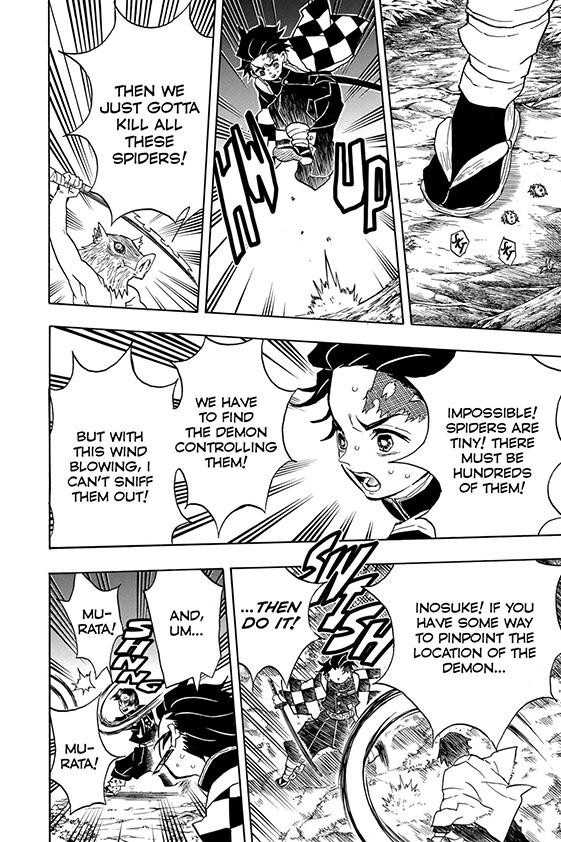 HW
UP
THEN WE
JUST GOTTA
KILL ALL
THESE
SPIDERS!
IMPOSSIBLE!
SPIDERS ARE
TINY! THERE
MUST BE
HUNDREDS
OF THEM!
WE HAVE
TO FIND
THE DEMON
CONTROLLING
THEM!
BUT WITH
THIS WIND
BLOWING, I
CAN'T SNIFF
THEM OUT!
INOSUKE! IF YOU
HAVE SOME WAY
TO PINPOINT THE
LOCATION OF THE
DEMON...
SWFISH
...THEN
DO IT!
AND,
UM...
SHNNG
MU-
RATA!
MU-
RATA!